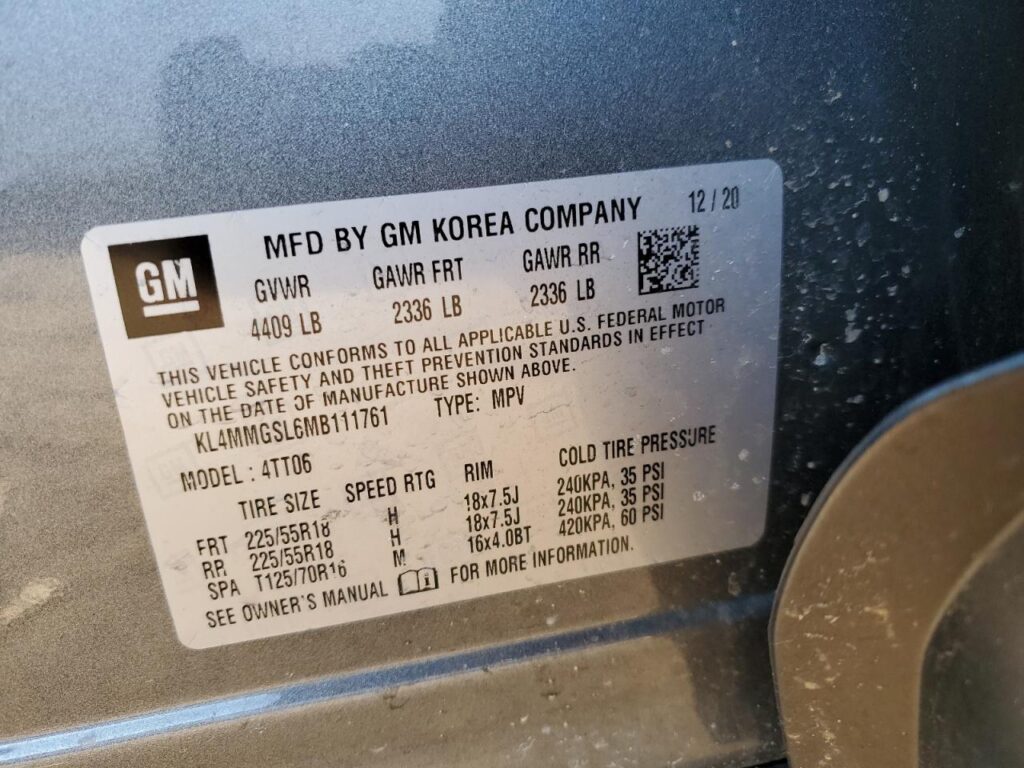 GM
MFD BY GM KOREA COMPANY 12 / 20
GVWR GAWR FRT GAWR RR
4409 LB 2336 LB 2336 LB
THIS VEHICLE CONFORMS TO ALL APPLICABLE U.S. FEDERAL MOTOR
VEHICLE SAFETY AND THEFT PREVENTION STANDARDS IN EFFECT
ON THE DATE OF MANUFACTURE SHOWN ABOVE.
KL4MMGSL6MB111761 TYPE: MPV
MODEL : 4TT06
TIRE SIZE SPEED RTG RIM COLD TIRE PRESSURE
FRT 225/55R18 H 18x7.5J 240KPA, 35 PSI
RR 225/55R18 H 18x7.5J 240KPA, 35 PSI
SPA T125/70R16 M 16x4.0BT 420KPA, 60 PSI
SEE OWNER'S MANUAL FOR MORE INFORMATION.